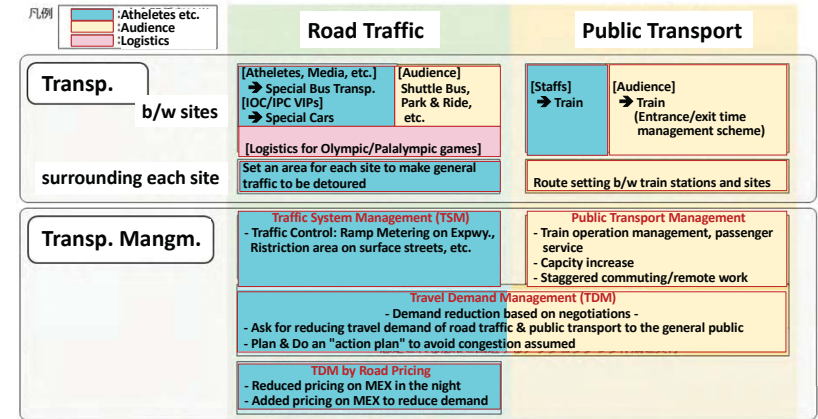 凡例
:Atheletes etc.
:Audience
:Logistics
Road Traffic
Public Transport
Transp.
b/w sites
[Atheletes, Media, etc.]
➔ Special Bus Transp.
[IOC/IPC VIPs]
➔ Special Cars
[Audience]
Shuttle Bus,
Park & Ride,
etc.
[Logistics for Olympic/Palalympic games]
[Staffs]
➔ Train
[Audience]
➔ Train
(Entrance/exit time
management scheme)
surrounding each site
Set an area for each site to make general
traffic to be detoured
Route setting b/w train stations and sites
Transp. Mangm.
Traffic System Management (TSM)
- Traffic Control: Ramp Metering on Expwy.,
Ristriction area on surface streets, etc.
Public Transport Management
- Train operation management, passenger
service
- Capcity increase
- Staggered commuting/remote work
Travel Demand Management (TDM)
- Demand reduction based on negotiations -
- Ask for reducing travel demand of road traffic & public transport to the general public
- Plan & Do an "action plan" to avoid congestion assumed
TDM by Road Pricing
- Reduced pricing on MEX in the night
- Added pricing on MEX to reduce demand